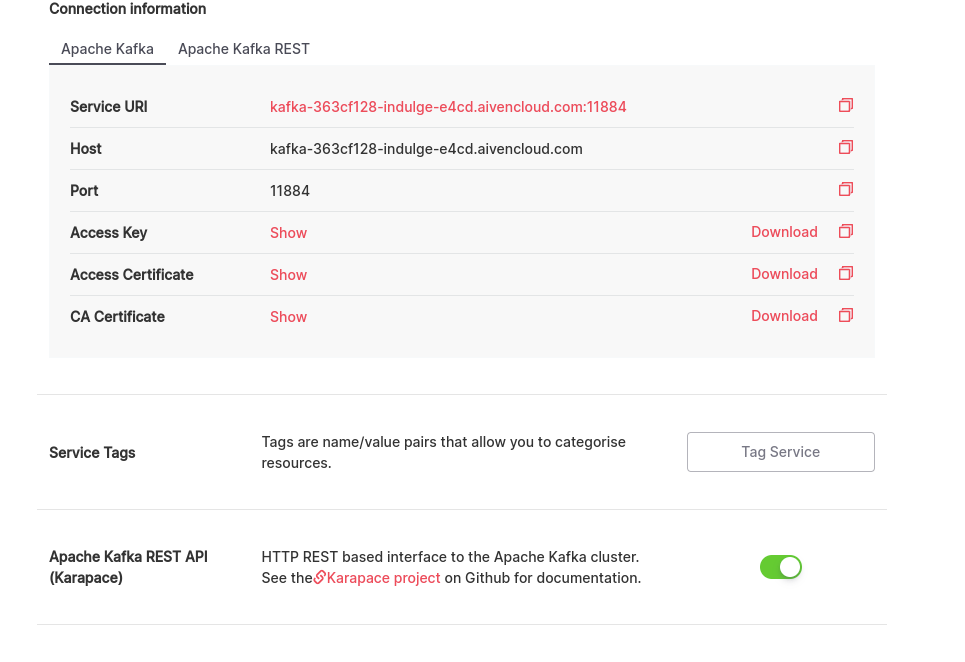 Connection information
Apache Kafka Apache Kafka REST
Service URI kafka-363cf128-indulge-e4cd.aivencloud.com:11884
Host kafka-363cf128-indulge-e4cd.aivencloud.com
Port 11884
Access Key Show Download
Access Certificate Show Download
CA Certificate Show Download
Service Tags
Tags are name/value pairs that allow you to categorise
resources.
Tag Service
Apache Kafka REST API
(Karapace)
HTTP REST based interface to the Apache Kafka cluster.
See the Karapace project on Github for documentation.